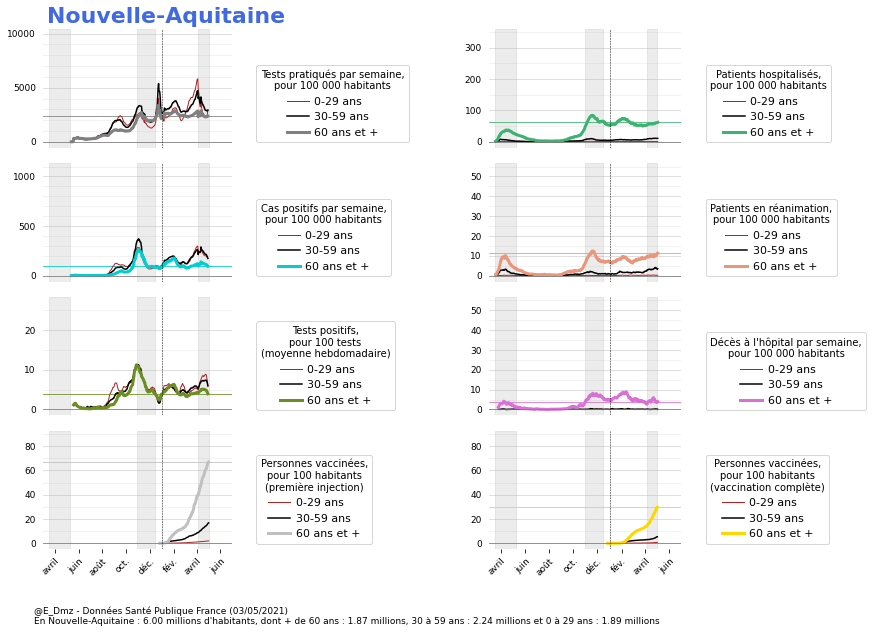 Nouvelle-Aquitaine
10000
5000
0
Tests pratiqués par semaine,
pour 100 000 habitants
0-29 ans
30-59 ans
60 ans et +
300
200
100
0
Patients hospitalisés,
pour 100 000 habitants
0-29 ans
30-59 ans
60 ans et +
1000
500
0
Cas positifs par semaine,
pour 100 000 habitants
0-29 ans
30-59 ans
60 ans et +
50
40
30
20
10
0
Patients en réanimation,
pour 100 000 habitants
0-29 ans
30-59 ans
60 ans et +
20
10
0
Tests positifs,
pour 100 tests
(moyenne hebdomadaire)
0-29 ans
30-59 ans
60 ans et +
50
40
30
20
10
0
Décès à l'hôpital par semaine,
pour 100 000 habitants
0-29 ans
30-59 ans
60 ans et +
80
60
40
20
0
avril
juin
août
oct.
déc.
fév.
avril
juin
Personnes vaccinées,
pour 100 habitants
(première injection)
0-29 ans
30-59 ans
60 ans et +
80
60
40
20
0
avril
juin
août
oct.
déc.
fév.
avril
juin
Personnes vaccinées,
pour 100 habitants
(vaccination complète)
0-29 ans
30-59 ans
60 ans et +
@E_Dmz - Données Santé Publique France (03/05/2021)
En Nouvelle-Aquitaine : 6.00 millions d'habitants, dont + de 60 ans : 1.87 millions, 30 à 59 ans : 2.24 millions et 0 à 29 ans : 1.89 millions